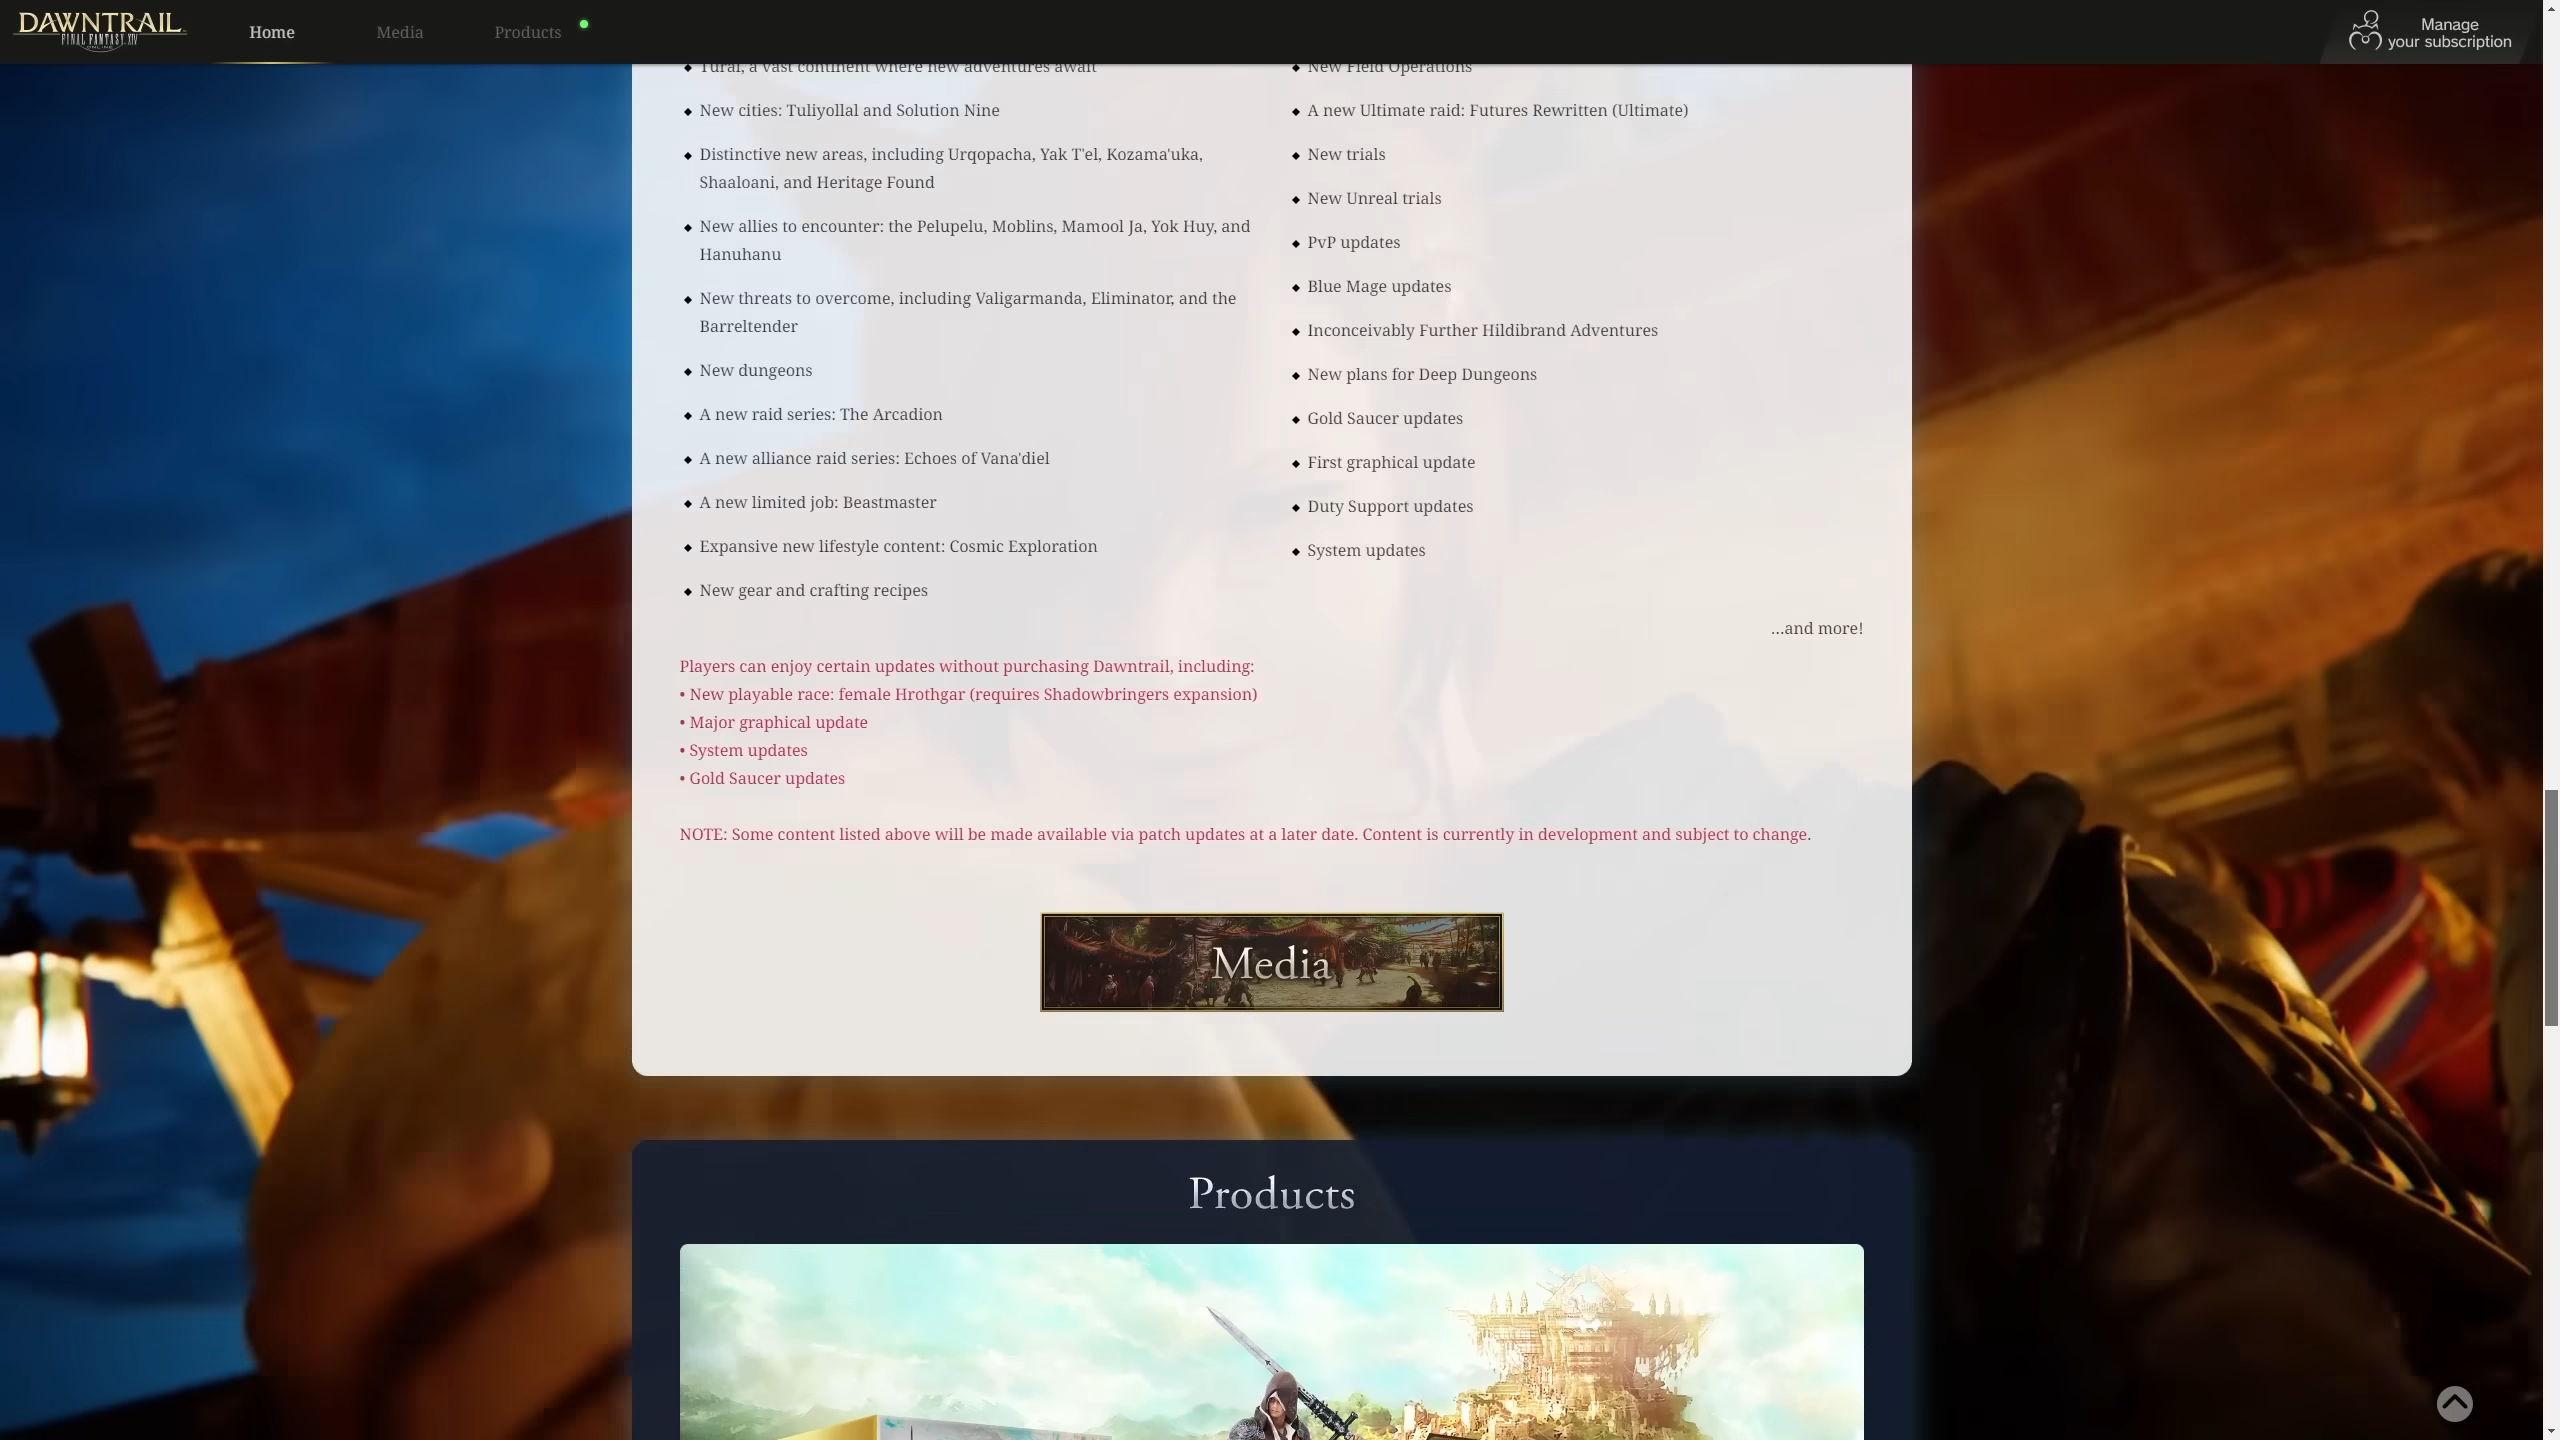 DAWNTRAIL
FINAL FANTASY XIV
ONLINE
Home
Media
Products
Manage
your subscription
Tural, a vast continent where new adventures await
New cities: Tuliyollal and Solution Nine
Distinctive new areas, including Urqopacha, Yak T'el, Kozama'uka,
Shaaloani, and Heritage Found
New allies to encounter: the Pelupelu, Moblins, Mamool Ja, Yok Huy, and
Hanuhanu
New threats to overcome, including Valigarmanda, Eliminator, and the
Barreltender
New dungeons
A new raid series: The Arcadion
A new alliance raid series: Echoes of Vana'diel
A new limited job: Beastmaster
Expansive new lifestyle content: Cosmic Exploration
New gear and crafting recipes
New Field Operations
A new Ultimate raid: Futures Rewritten (Ultimate)
New trials
New Unreal trials
PvP updates
Blue Mage updates
Inconceivably Further Hildibrand Adventures
New plans for Deep Dungeons
Gold Saucer updates
First graphical update
Duty Support updates
System updates
...and more!
Players can enjoy certain updates without purchasing Dawntrail, including:
• New playable race: female Hrothgar (requires Shadowbringers expansion)
• Major graphical update
• System updates
• Gold Saucer updates
NOTE: Some content listed above will be made available via patch updates at a later date. Content is currently in development and subject to change.
Media
Products